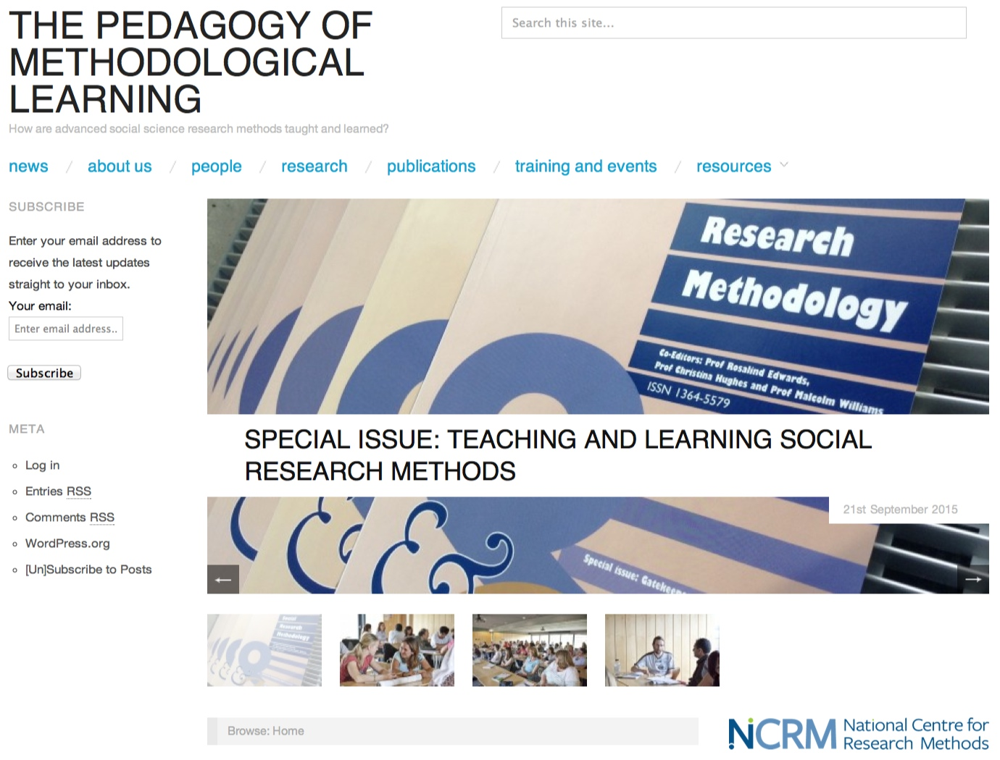 THE PEDAGOGY OF
METHODOLOGICAL
LEARNING
How are advanced social science research methods taught and learned?
Search this site...
news / about us / people / research / publications / training and events / resources
SUBSCRIBE
Enter your email address to
receive the latest updates
straight to your inbox.
Your email:
Enter email address..
Subscribe
META
Log in
Entries RSS
Comments RSS
WordPress.org
[Un]Subscribe to Posts
Research
Methodology
Co-Editors: Prof Rosalind Edwards,
Prof Christina Hughes and Prof Malcolm Williams
ISSN 1364-5579
SPECIAL ISSUE: TEACHING AND LEARNING SOCIAL
RESEARCH METHODS
21st September 2015
&
&
&
Special issue:
←
→
Social
Research
Methodology
Browse: Home
NCRM National Centre for
Research Methods